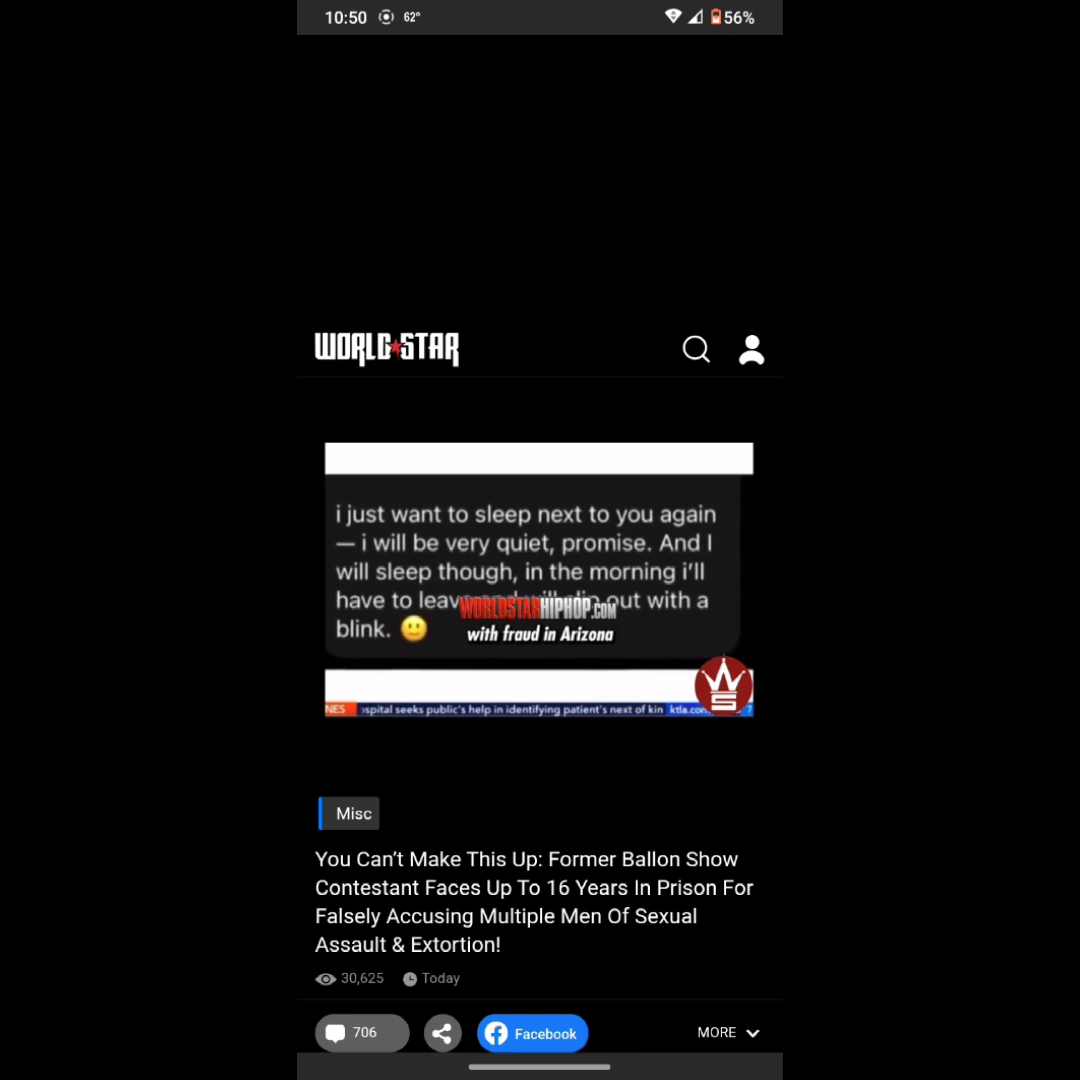 10:50 62° 56%
WORLD STAR
i just want to sleep next to you again
— i will be very quiet, promise. And I
will sleep though, in the morning i'll
have to leav out with a
blink. 🙂
WORLDSTARHIPHOP.COM
with fraud in Arizona
NES spital seeks public's help in identifying patient's next of kin ktla.com 7
Misc
You Can't Make This Up: Former Ballon Show
Contestant Faces Up To 16 Years In Prison For
Falsely Accusing Multiple Men Of Sexual
Assault & Extortion!
30,625 Today
706 Facebook MORE